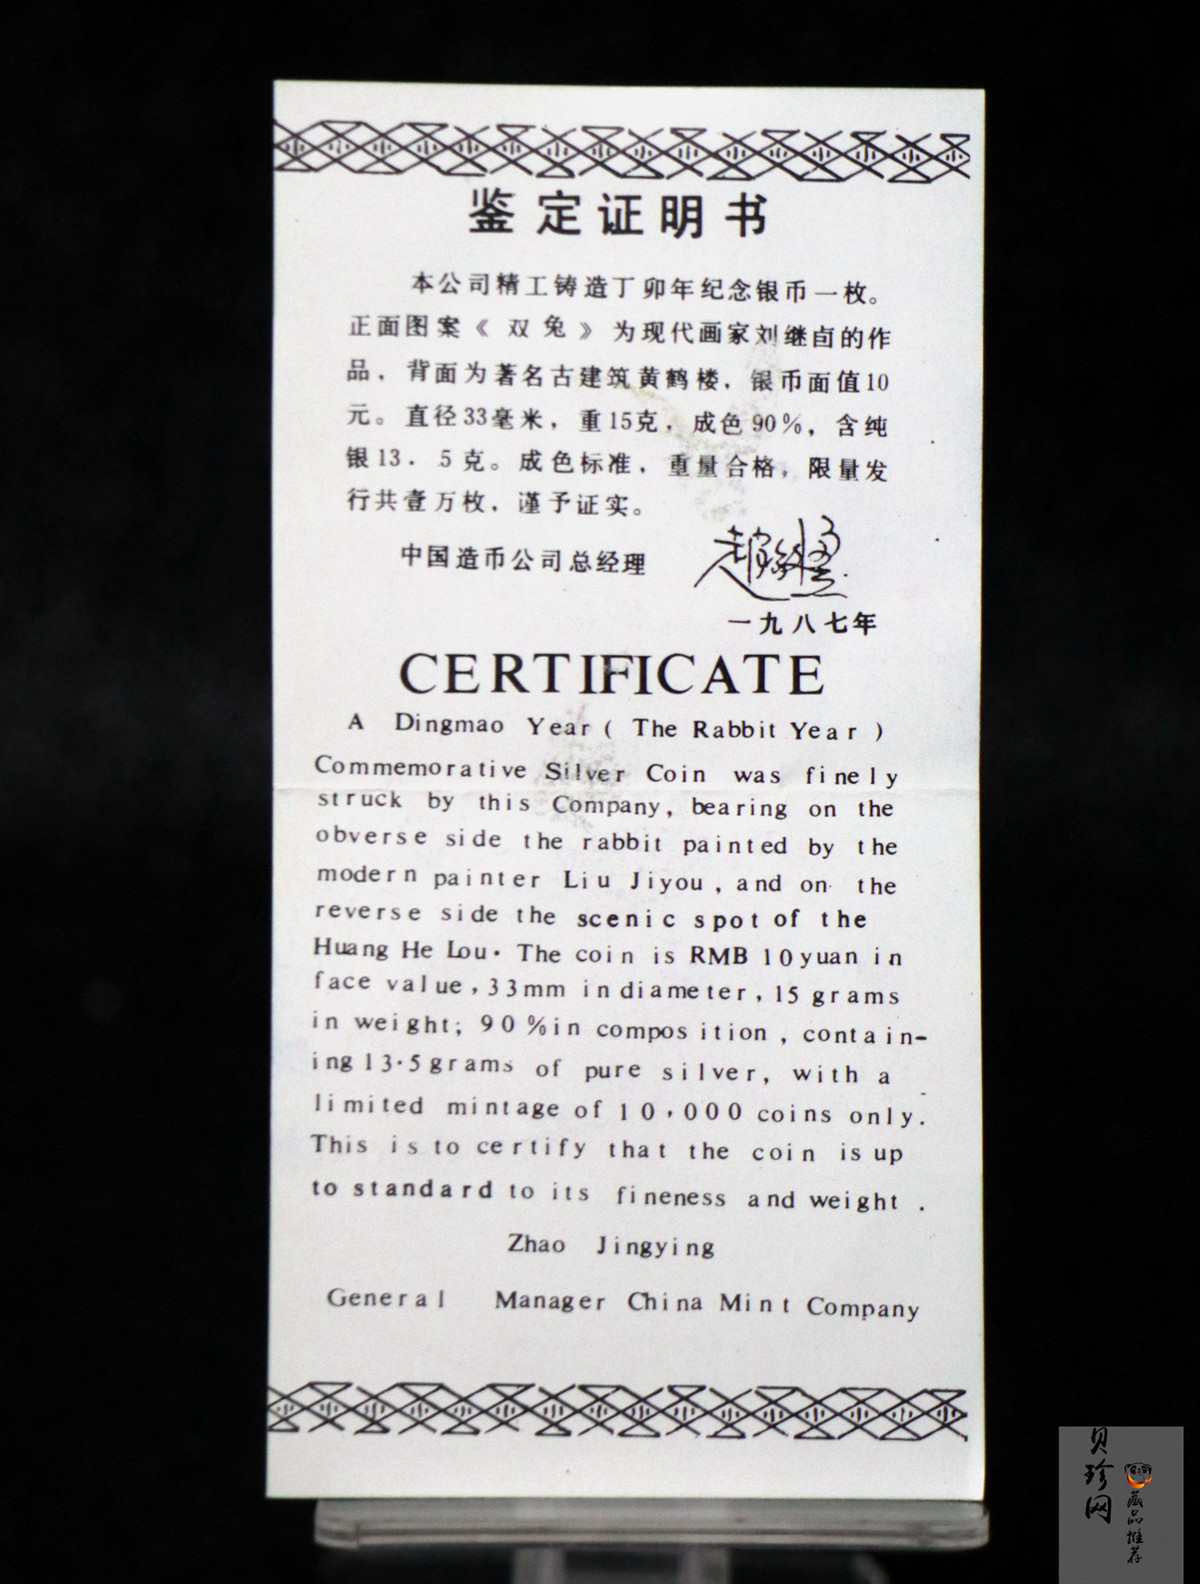 鉴定证明书
本公司精工铸造丁卯年纪念银币一枚。
正面图案《双兔》为现代画家刘继卣的作
品，背面为著名古建筑黄鹤楼，银币面值10
元。直径33毫米，重15克，成色90%，含纯
银13．5克。成色标准，重量合格，限量发
行共壹万枚，谨予证实。
中国造币公司总经理
一九八七年
CERTIFICATE
A Dingmao Year ( The Rabbit Year )
Commemorative Silver Coin was finely
struck by this Company, bearing on the
obverse side the rabbit painted by the
modern painter Liu Jiyou, and on the
reverse side the scenic spot of the
Huang He Lou. The coin is RMB 10 yuan in
face value, 33mm in diameter, 15 grams
in weight; 90% in composition, contain-
ing 13.5 grams of pure silver, with a
limited mintage of 10,000 coins only.
This is to certify that the coin is up
to standard to its fineness and weight .
Zhao Jingying
General Manager China Mint Company
贝珍网
藏品推荐